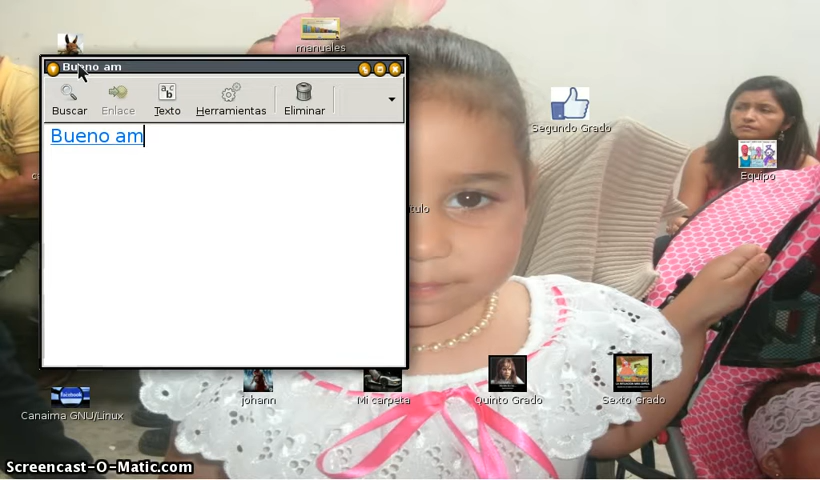 manuales
Bueno am
Buscar
Enlace
Texto
Herramientas
Eliminar
Bueno am
Segundo Grado
Equipo
Canaima GNU/Linux
johann
Mi carpeta
Quinto Grado
Sexto Grado
Screencast-O-Matic.com